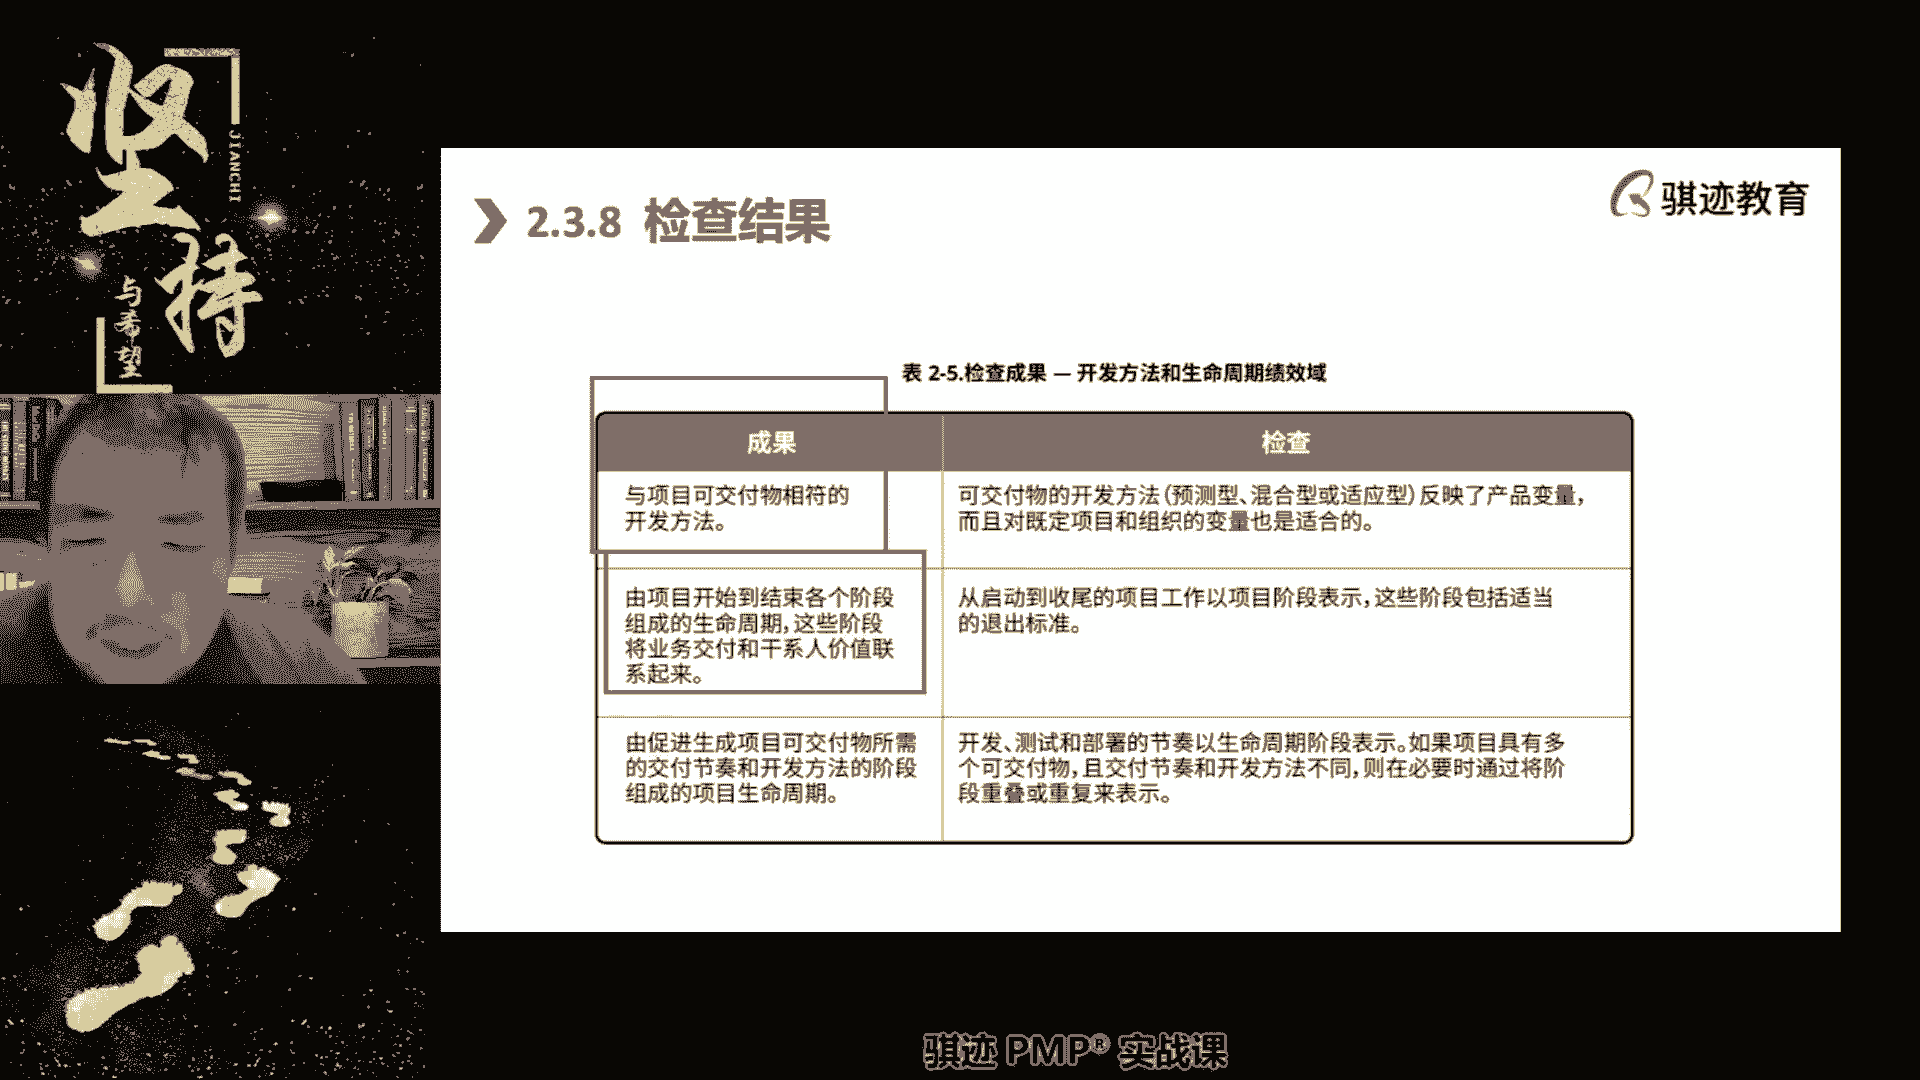 坚持
JIANCHI
与希望
骐迹教育
2.3.8 检查结果
表 2-5.检查成果 — 开发方法和生命周期绩效域
成果
检查
与项目可交付物相符的
开发方法。
可交付物的开发方法(预测型、混合型或适应型)反映了产品变量,
而且对既定项目和组织的变量也是适合的。
由项目开始到结束各个阶段
组成的生命周期,这些阶段
将业务交付和干系人价值联
系起来。
从启动到收尾的项目工作以项目阶段表示,这些阶段包括适当
的退出标准。
由促进生成项目可交付物所需
的交付节奏和开发方法的阶段
组成的项目生命周期。
开发、测试和部署的节奏以生命周期阶段表示。如果项目具有多
个可交付物,且交付节奏和开发方法不同,则在必要时通过将阶
段重叠或重复来表示。
骐迹 PMP® 实战课